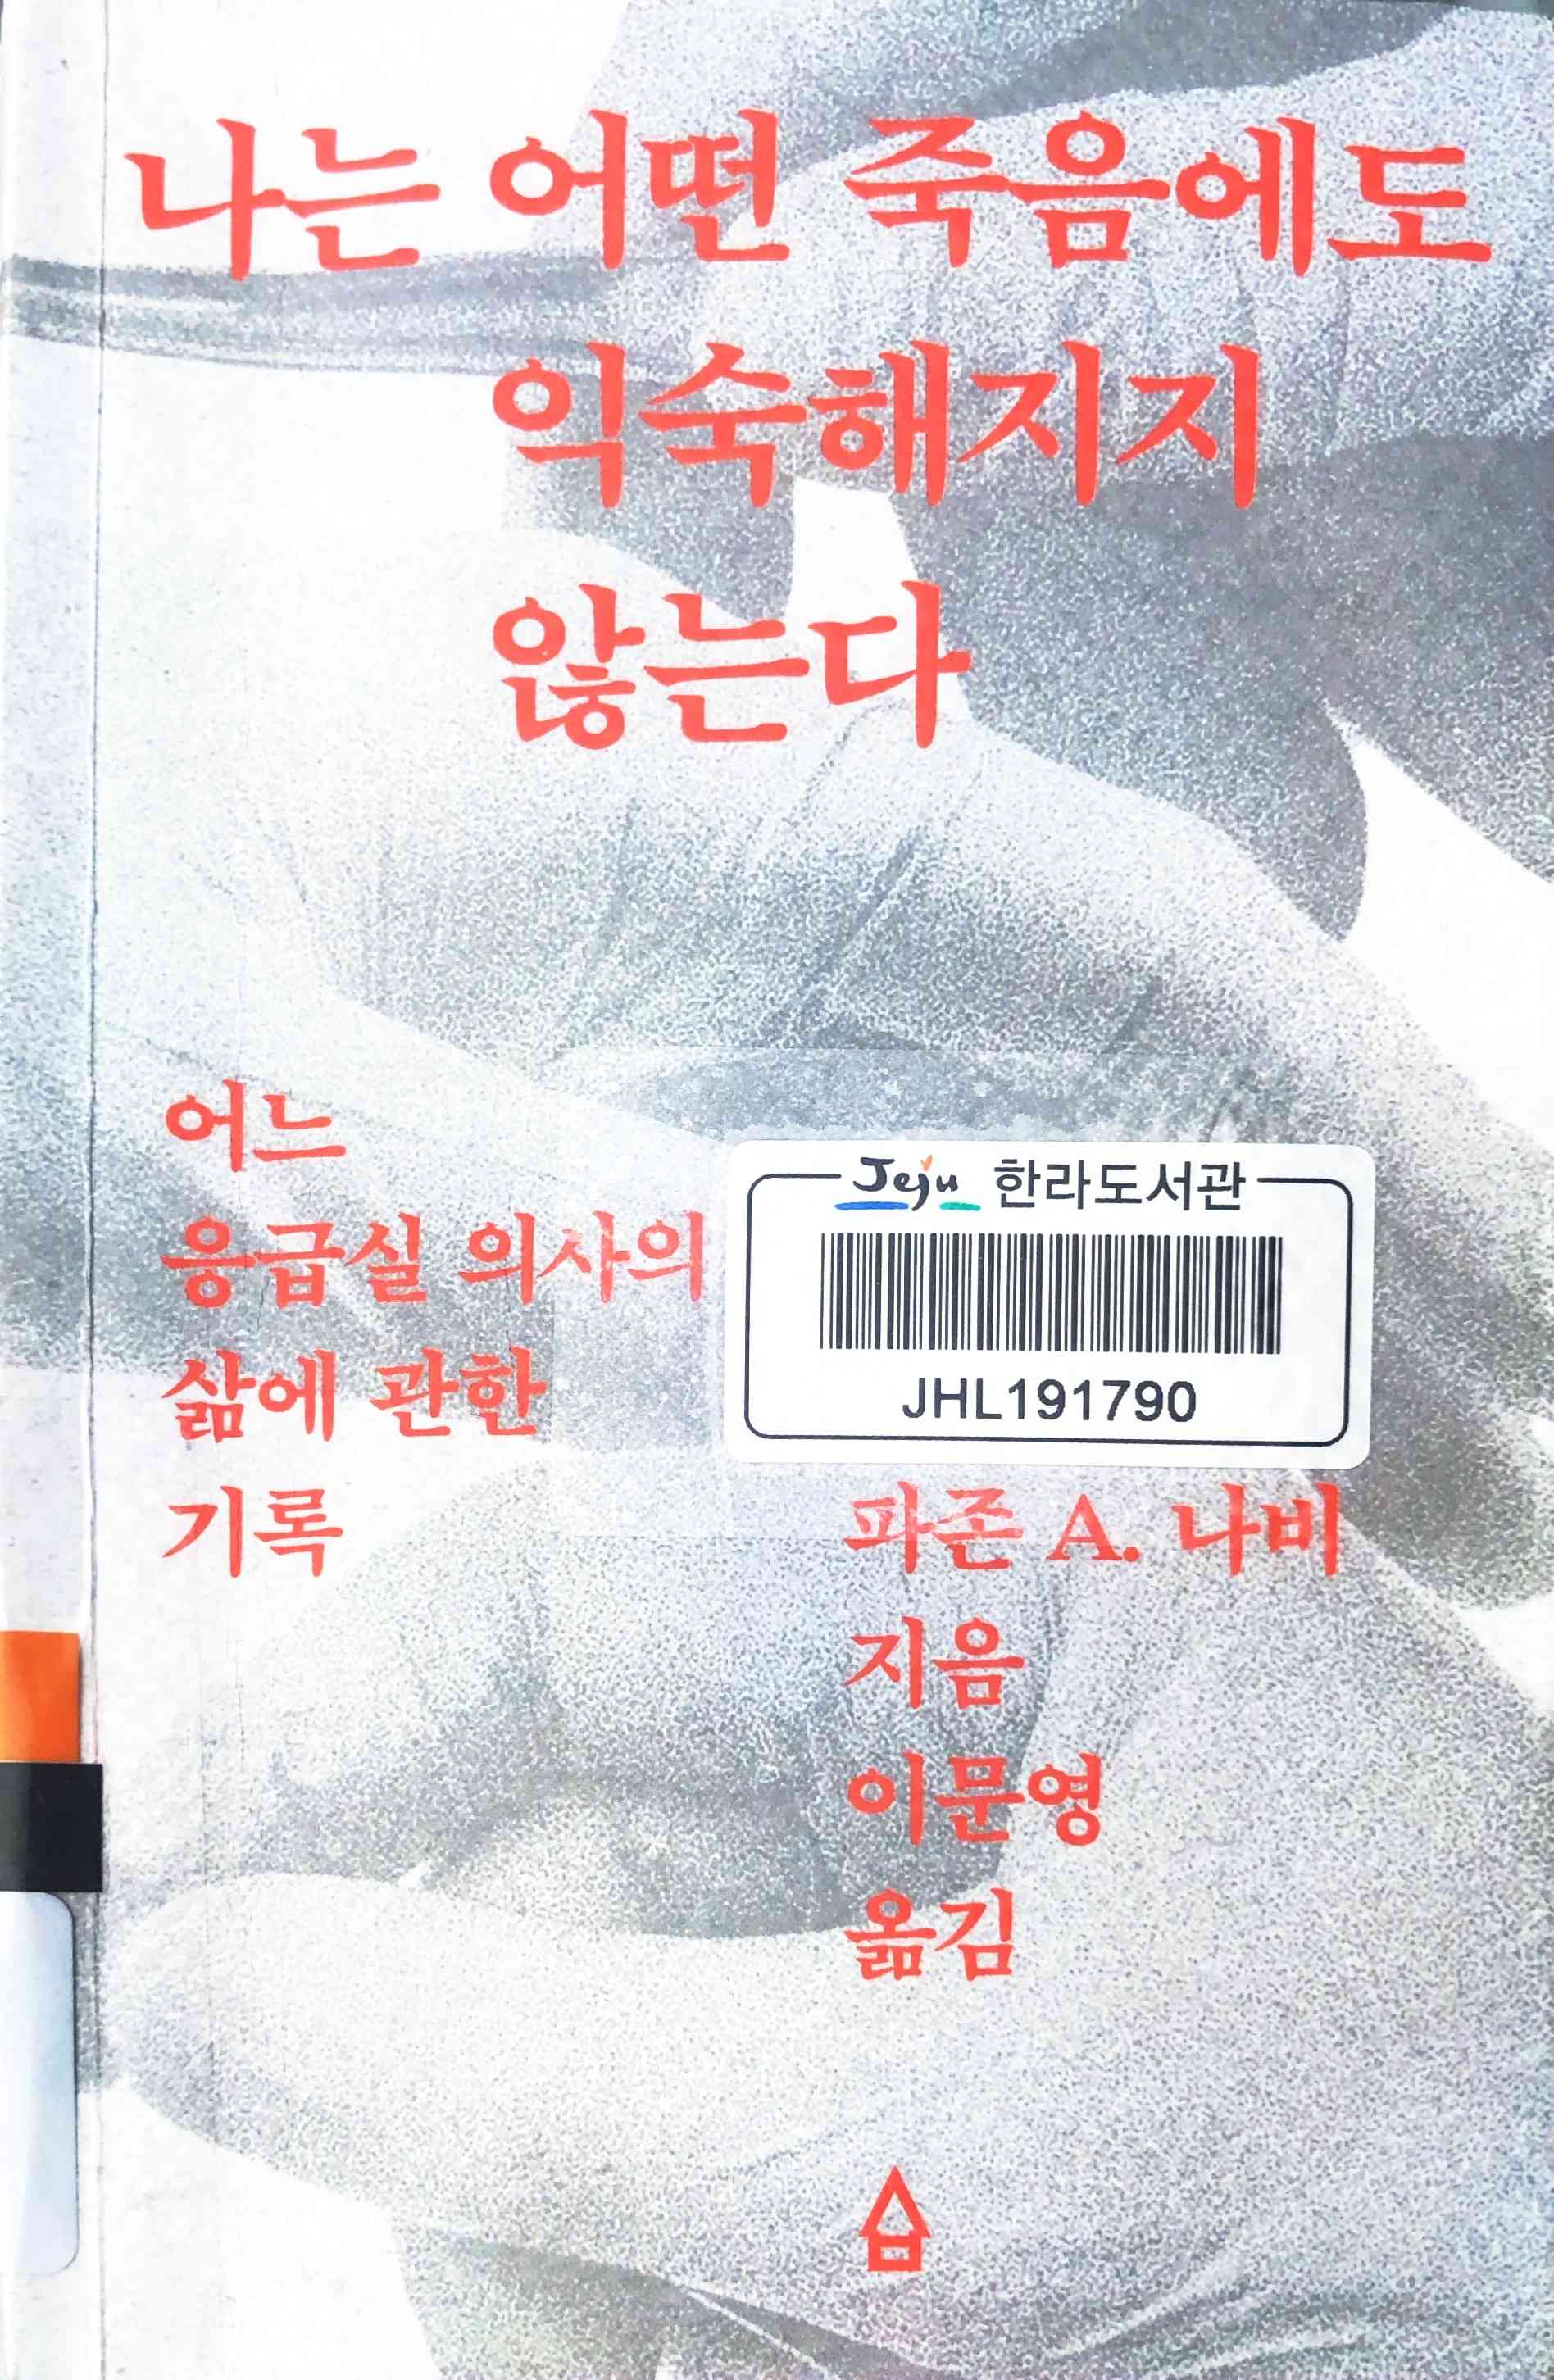 나는 어떤 죽음에도
익숙해지지
않는다
어느
응급실 의사의
삶에 관한
기록
Jeju 한라도서관
JHL191790
파존 A. 나비
지음
이문영
옮김